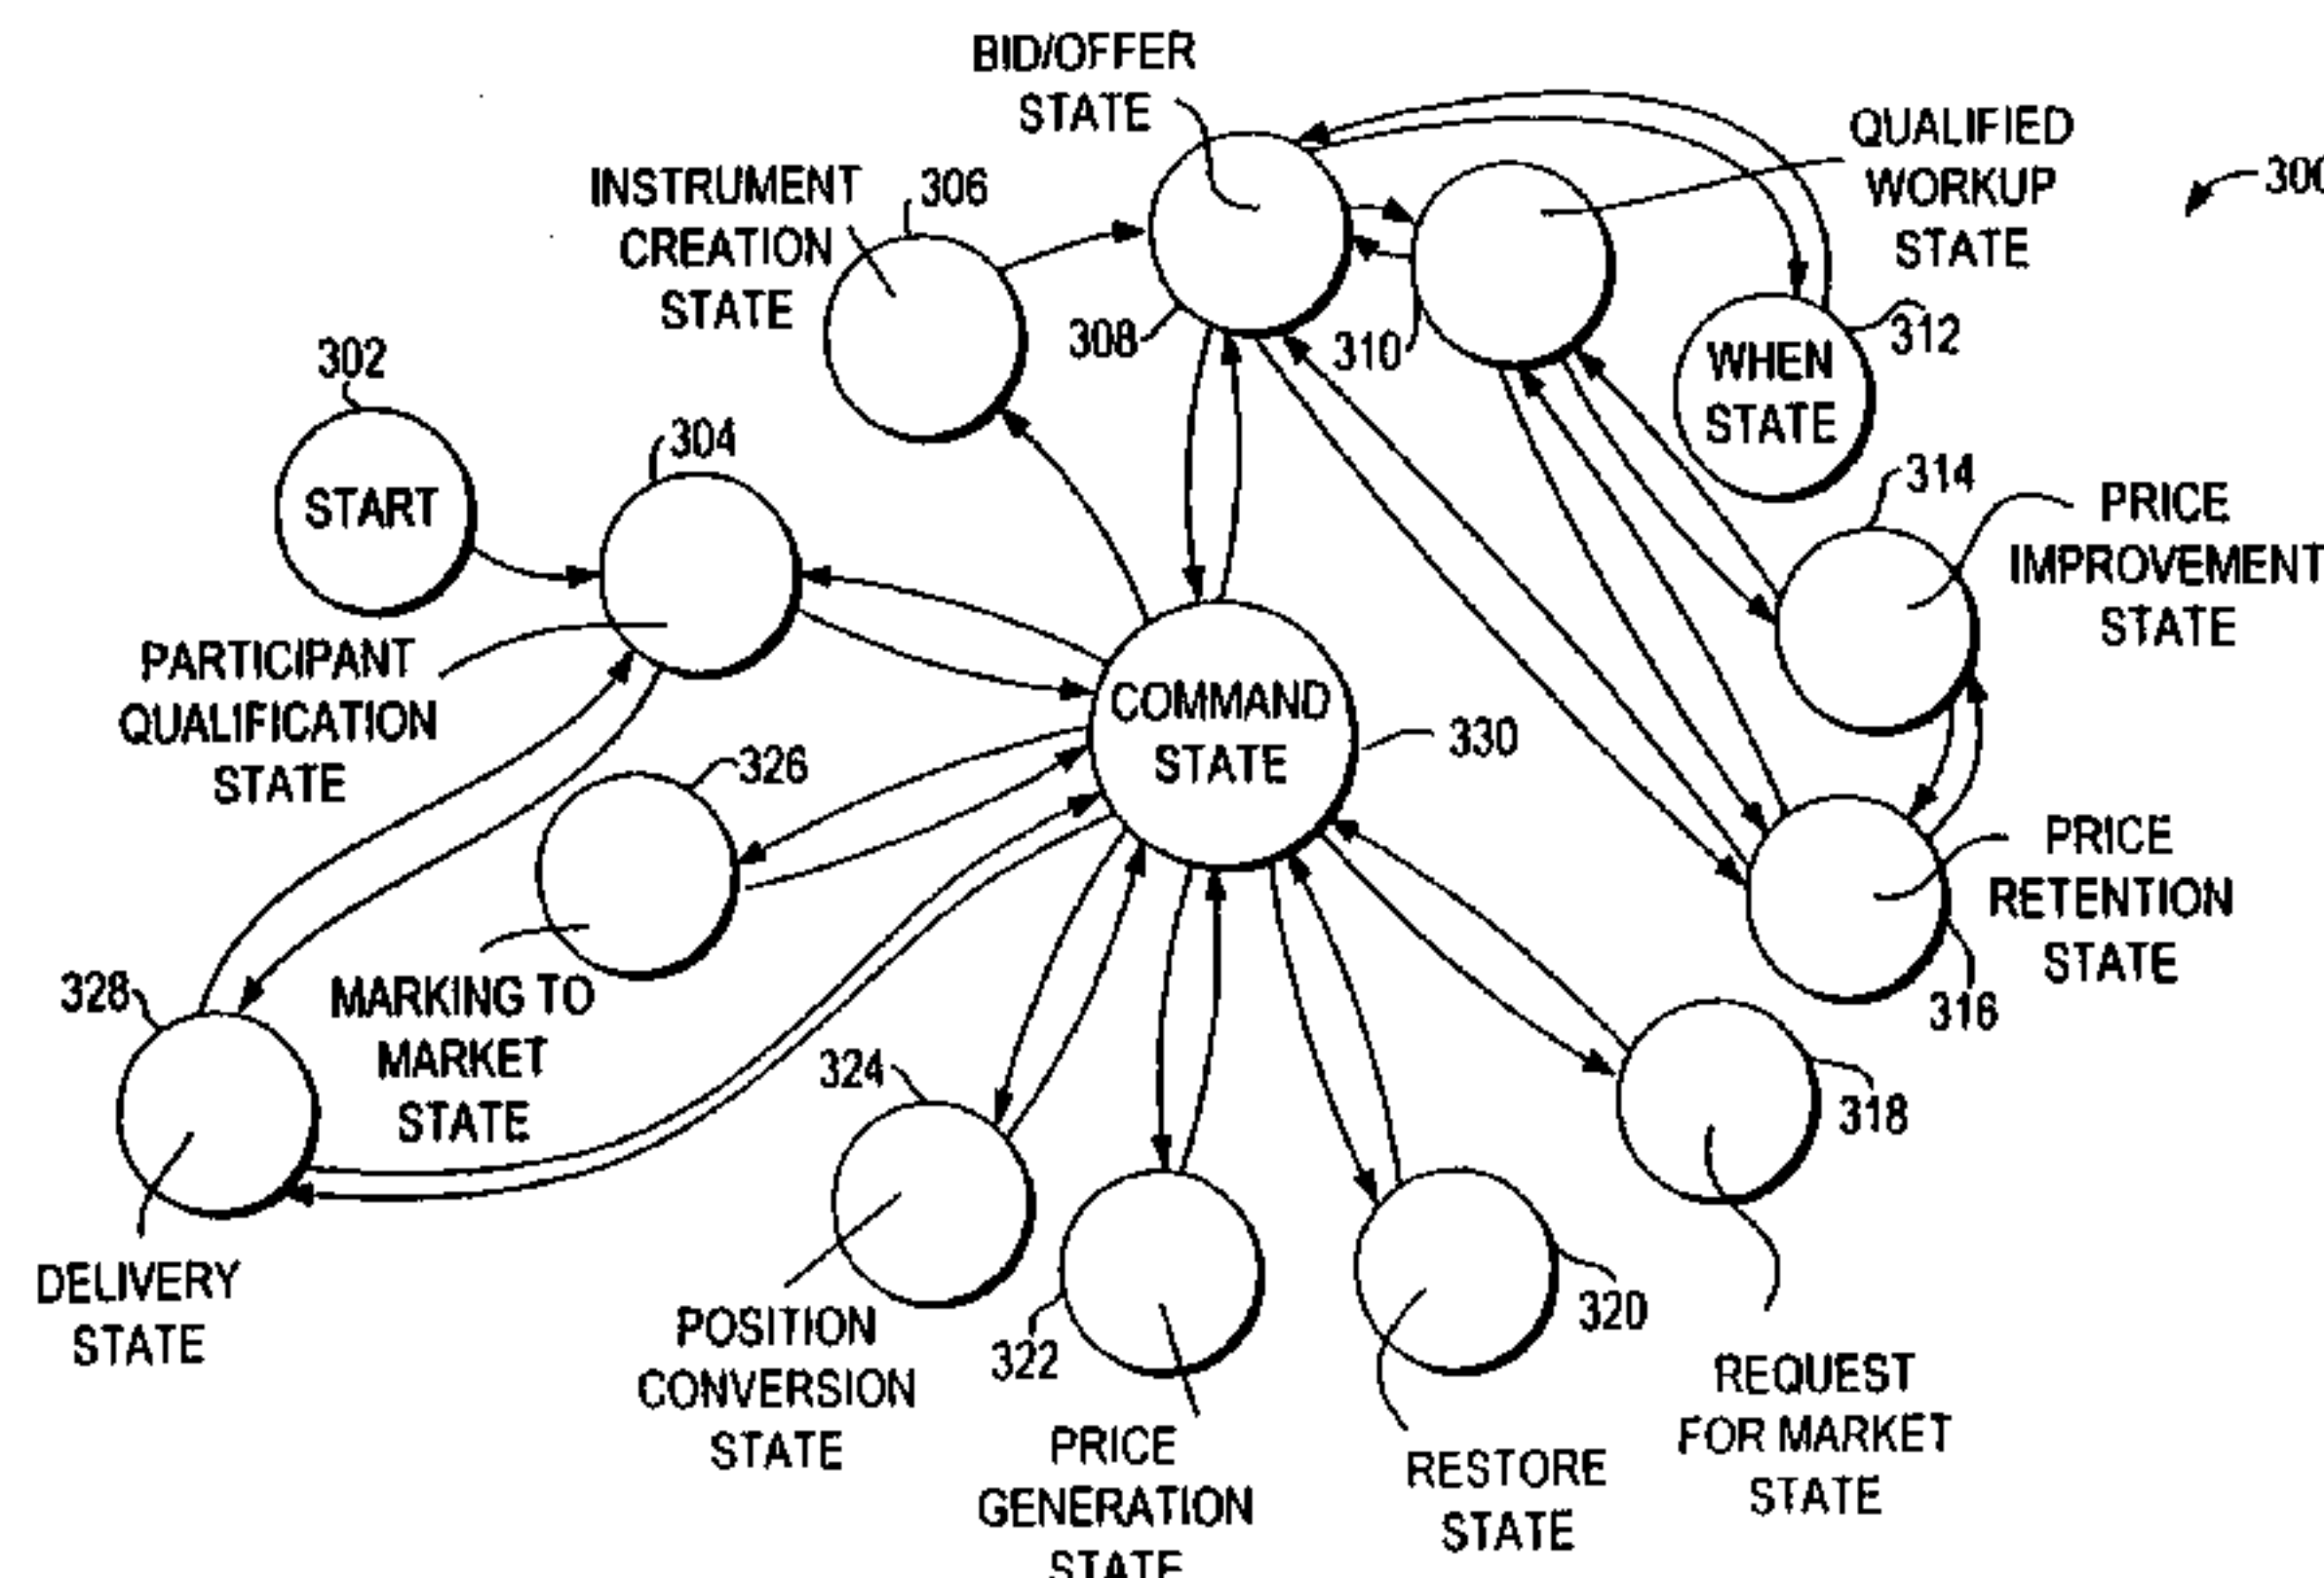 BID/OFFER
STATE
QUALIFIED
WORKUP
STATE
300
INSTRUMENT
CREATION
STATE
306
308
310
312
WHEN
STATE
302
START
304
314
PRICE
IMPROVEMENT
STATE
PARTICIPANT
QUALIFICATION
STATE
COMMAND
STATE
330
326
PRICE
RETENTION
STATE
316
328
MARKING TO
MARKET
STATE
324
318
DELIVERY
STATE
POSITION
CONVERSION
STATE
322
PRICE
GENERATION
STATE
320
RESTORE
STATE
REQUEST
FOR MARKET
STATE